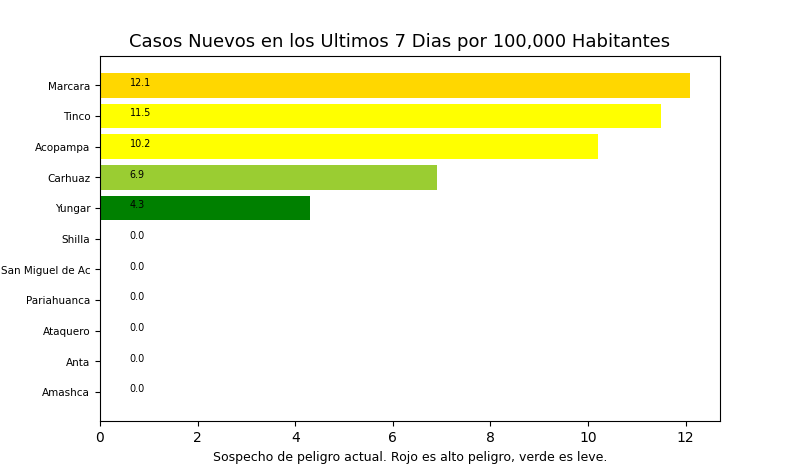 Casos Nuevos en los Ultimos 7 Dias por 100,000 Habitantes
Marcara 12.1
Tinco 11.5
Acopampa 10.2
Carhuaz 6.9
Yungar 4.3
Shilla 0.0
San Miguel de Ac 0.0
Pariahuanca 0.0
Ataquero 0.0
Anta 0.0
Amashca 0.0
0 2 4 6 8 10 12
Sospecho de peligro actual. Rojo es alto peligro, verde es leve.